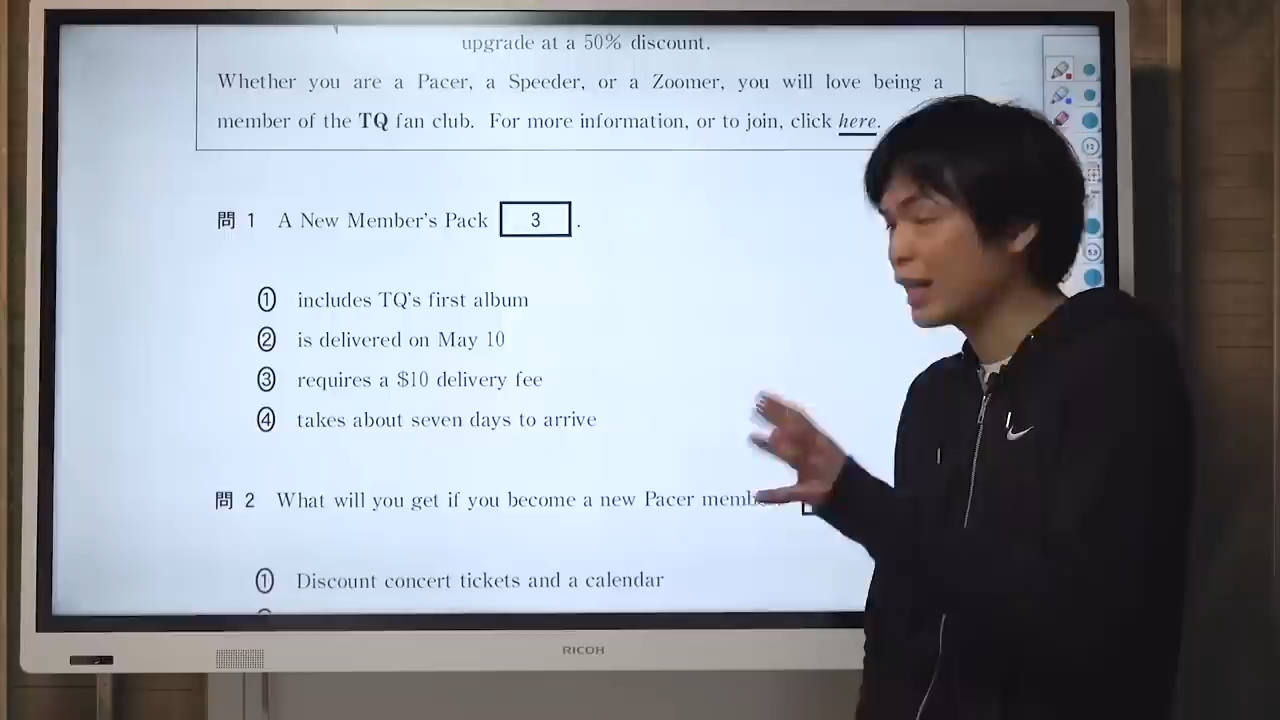 upgrade at a 50% discount.
Whether you are a Pacer, a Speeder, or a Zoomer, you will love being a
member of the TQ fan club. For more information, or to join, click here.
問 1 A New Member's Pack 3 .
① includes TQ's first album
② is delivered on May 10
③ requires a $10 delivery fee
④ takes about seven days to arrive
問 2 What will you get if you become a new Pacer
① Discount concert tickets and a calendar
RICOH
12
53